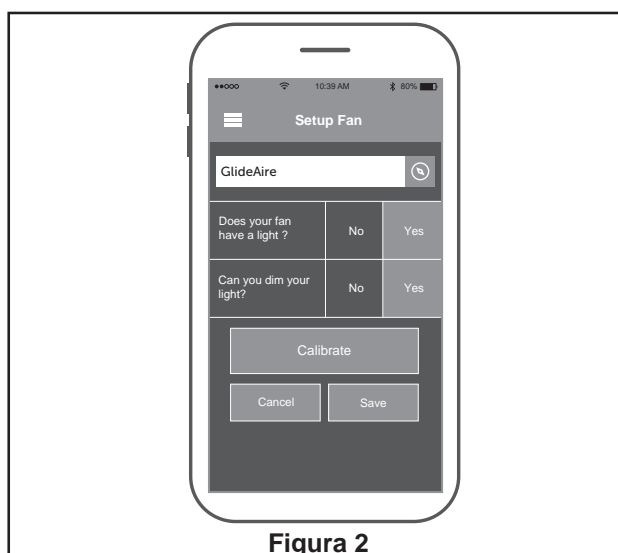 10:39 AM 80%
Setup Fan
GlideAire
Does your fan
have a light ?
No Yes
Can you dim your
light?
No Yes
Calibrate
Cancel Save
Figura 2